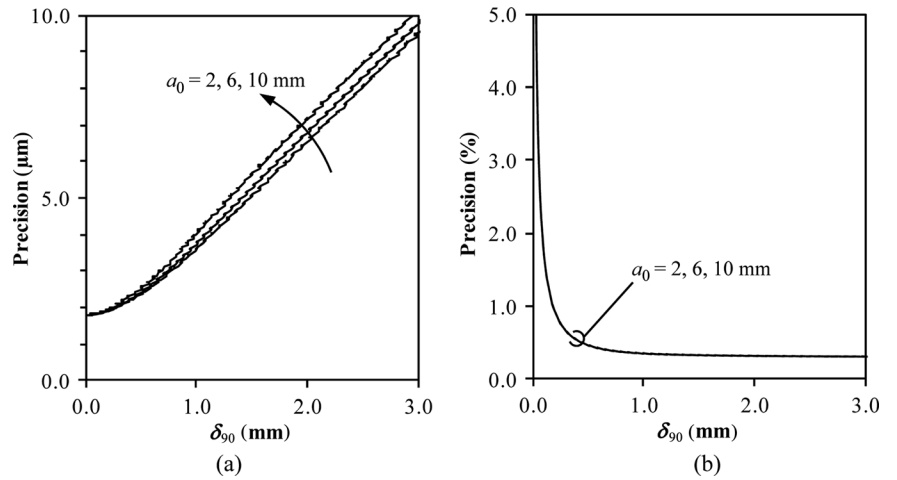 10.0
5.0
0.0
Precision (μm)
a0 = 2, 6, 10 mm
0.0 1.0 2.0 3.0
δ90 (mm)
(a)
5.0
4.0
3.0
2.0
1.0
0.0
Precision (%)
a0 = 2, 6, 10 mm
0.0 1.0 2.0 3.0
δ90 (mm)
(b)